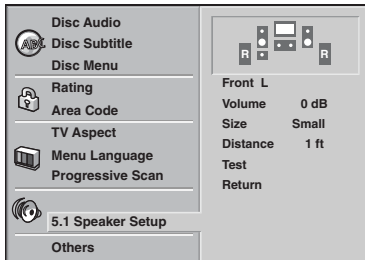 Disc Audio
ABC
Disc Subtitle
Disc Menu
Rating
Area Code
TV Aspect
Menu Language
Progressive Scan
5.1 Speaker Setup
Others
R
R
Front L
Volume 0 dB
Size Small
Distance 1 ft
Test
Return